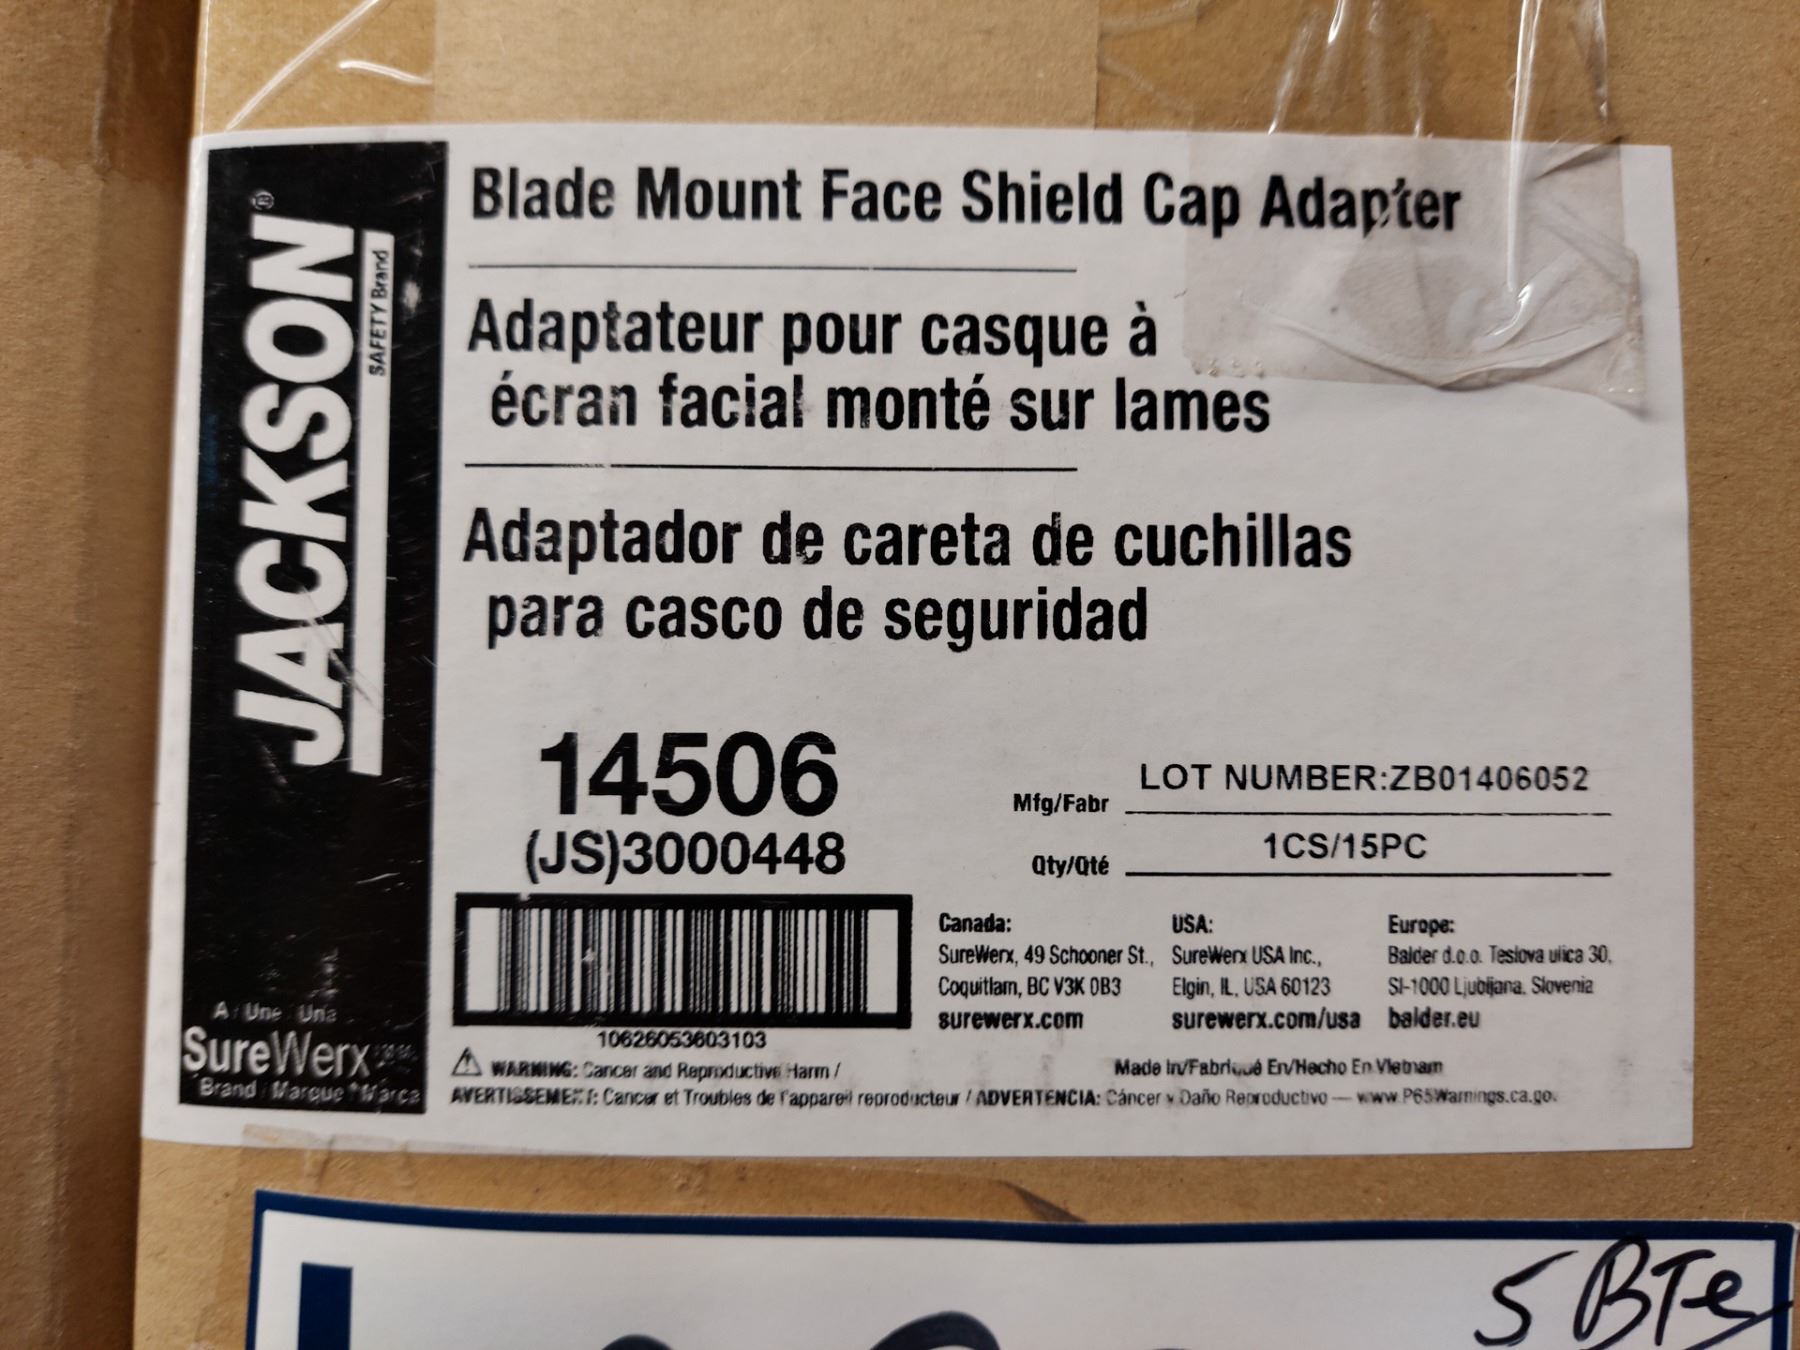 JACKSON®
SAFETY Brand
A Une Una
SureWerx
Brand Marque Marca
Blade Mount Face Shield Cap Adapter
Adaptateur pour casque à
écran facial monté sur lames
Adaptador de careta de cuchillas
para casco de seguridad
14506
(JS)3000448
Mfg/Fabr LOT NUMBER:ZB01406052
Qty/Qté 1CS/15PC
10626053603103
Canada:
SureWerx, 49 Schooner St.,
Coquitlam, BC V3K 0B3
surewerx.com
USA:
SureWerx USA Inc.,
Elgin, IL, USA 60123
surewerx.com/usa
Europe:
Balder d.o.o. Teslova ulica 30,
SI-1000 Ljubljana, Slovenia
balder.eu
WARNING: Cancer and Reproductive Harm /
Made In/Fabriqué En/Hecho En Vietnam
AVERTISSEMENT: Cancer et Troubles de l'appareil reproducteur / ADVERTENCIA: Cáncer y Daño Reproductivo — www.P65Warnings.ca.go.
5 BTe